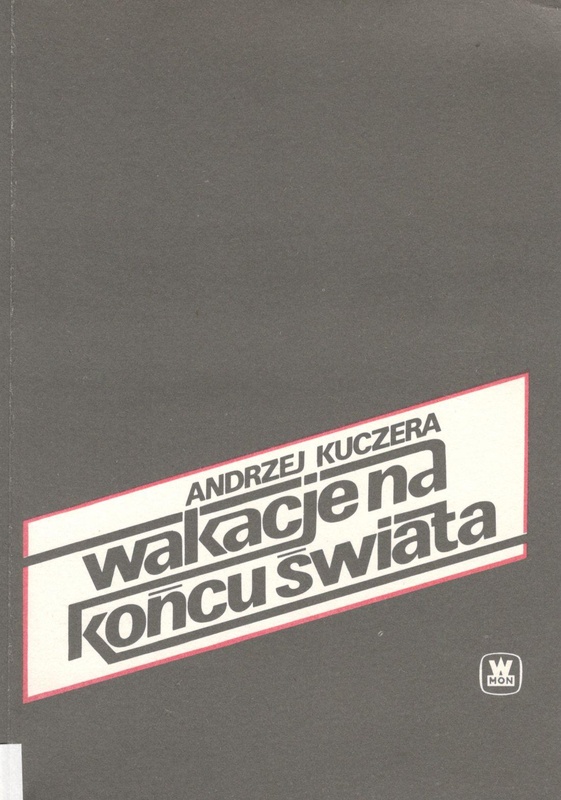 ANDRZEJ KUCZERA
wakacje na
końcu świata
W
MON